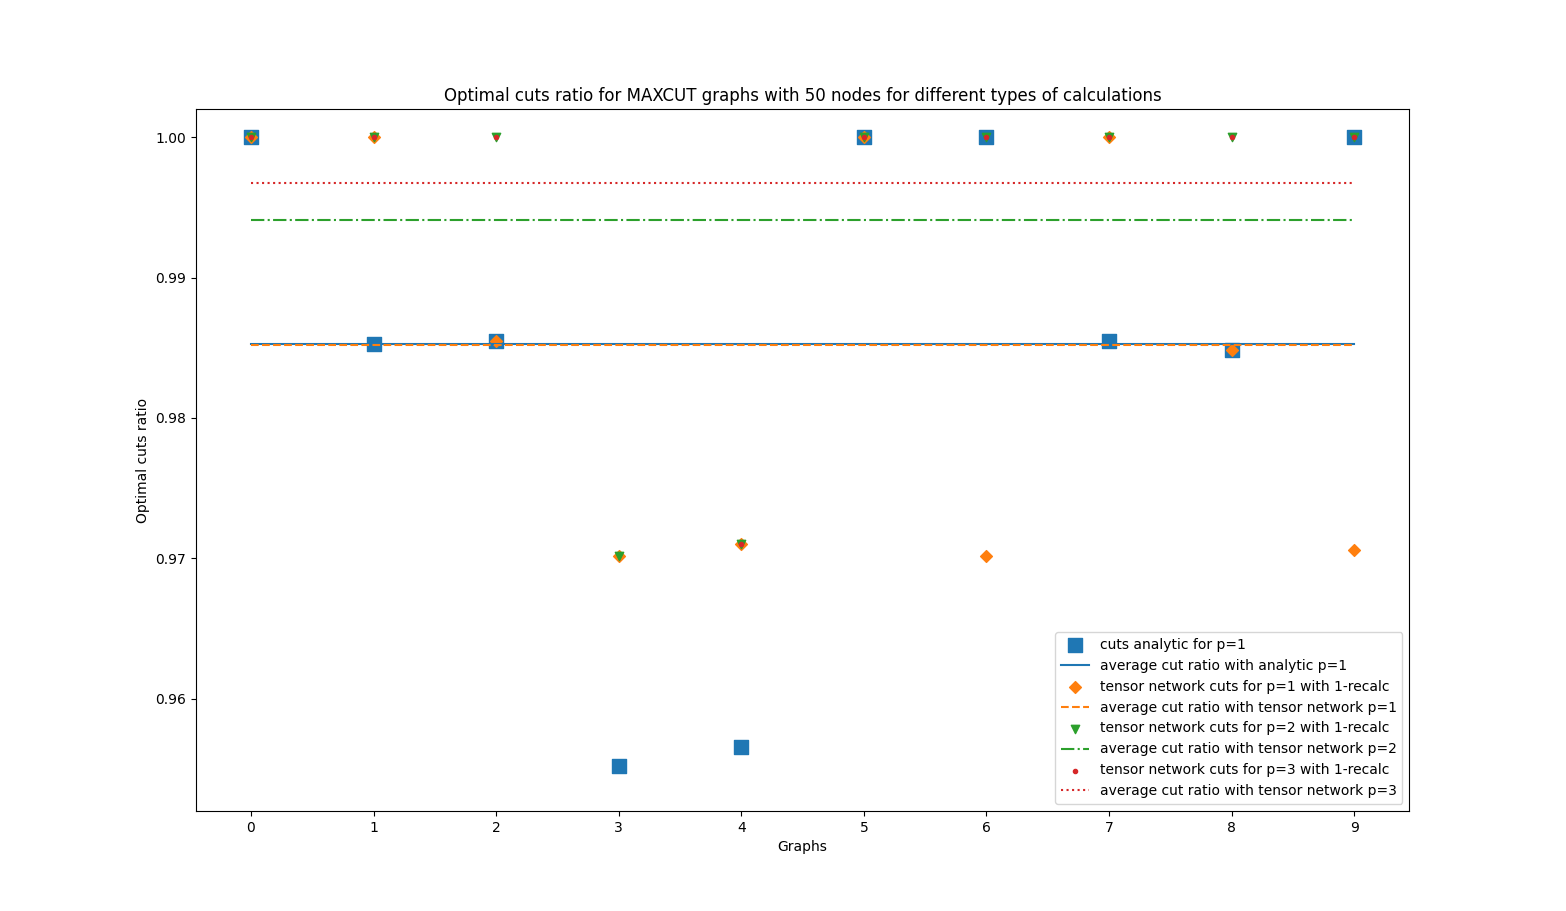 Optimal cuts ratio for MAXCUT graphs with 50 nodes for different types of calculations
1.00
0.99
0.98
0.97
0.96
Optimal cuts ratio
cuts analytic for p=1
average cut ratio with analytic p=1
tensor network cuts for p=1 with 1-recalc
average cut ratio with tensor network p=1
tensor network cuts for p=2 with 1-recalc
average cut ratio with tensor network p=2
tensor network cuts for p=3 with 1-recalc
average cut ratio with tensor network p=3
0 1 2 3 4 5 6 7 8 9
Graphs